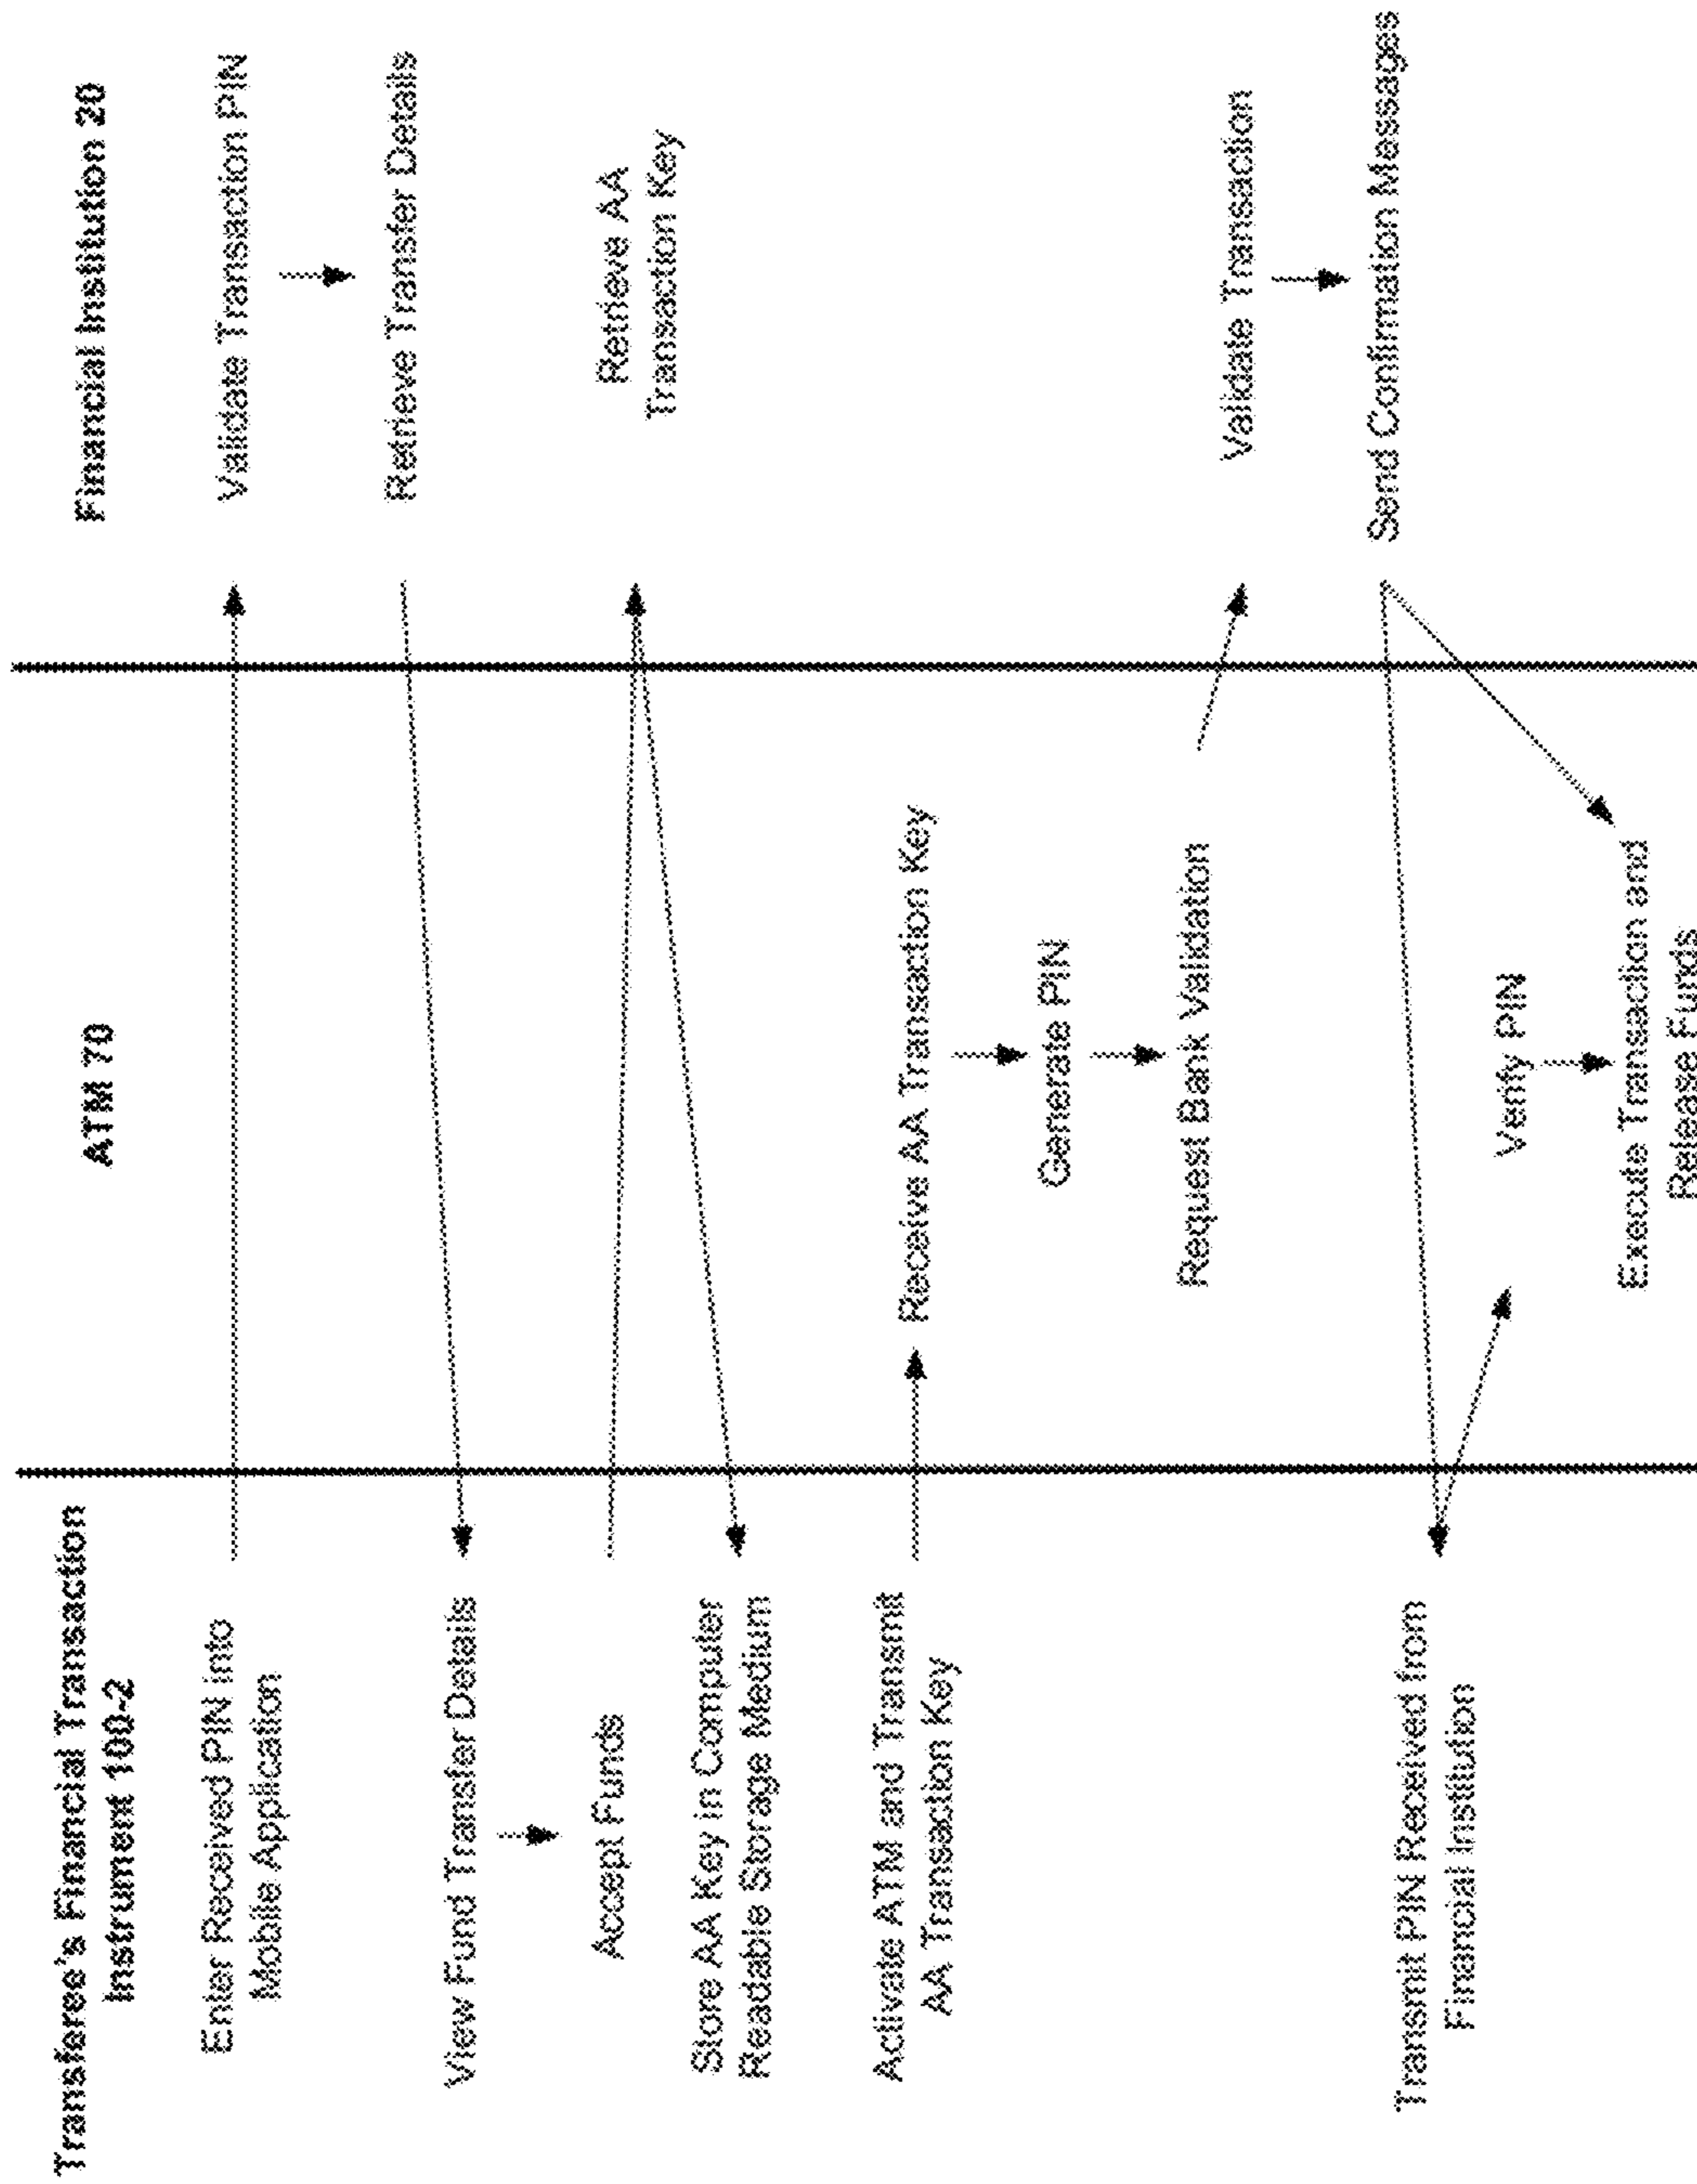 Transferee's Financial Transaction
Instrument 100-2
ATM 70
Financial Institution 20
Enter Received PIN into
Mobile Application
Validate Transaction PIN
Retrieve Transfer Details
View Fund Transfer Details
Accept Funds
Retrieve AA
Transaction Key
Store AA Key in Computer
Readable Storage Medium
Activate ATM and Transmit
AA Transaction Key
Receive AA Transaction Key
Generate PIN
Request Bank Validation
Validate Transaction
Send Confirmation Messages
Transmit PIN Received from
Financial Institution
Verify PIN
Execute Transaction and
Release Funds